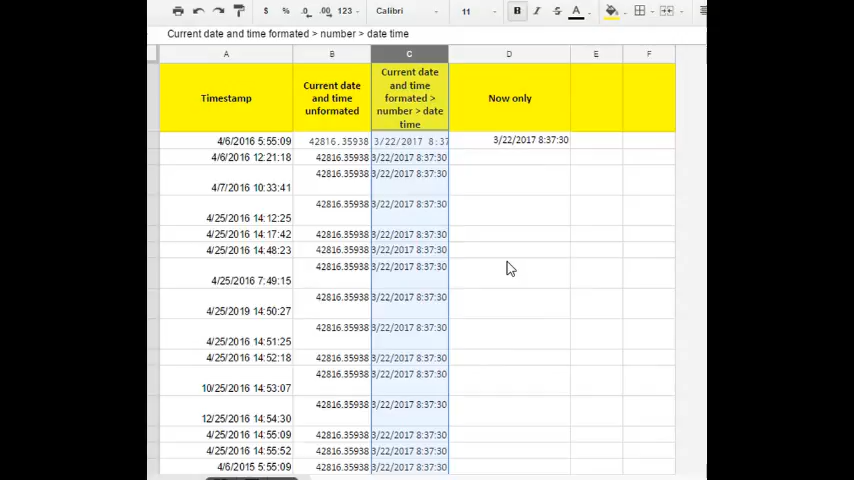 $ % .0 .00 123 Calibri 11 B I S A
Current date and time formated > number > date time
A B C D E F
Timestamp
Current date
and time
unformated
Current date
and time
formated >
number > date
time
Now only
4/6/2016 5:55:09 42816.35938 3/22/2017 8:37 3/22/2017 8:37:30
4/6/2016 12:21:18 42816.35938 3/22/2017 8:37:30
4/7/2016 10:33:41 42816.35938 3/22/2017 8:37:30
4/25/2016 14:12:25 42816.35938 3/22/2017 8:37:30
4/25/2016 14:17:42 42816.35938 3/22/2017 8:37:30
4/25/2016 14:48:23 42816.35938 3/22/2017 8:37:30
4/25/2016 7:49:15 42816.35938 3/22/2017 8:37:30
4/25/2019 14:50:27 42816.35938 3/22/2017 8:37:30
4/25/2016 14:51:25 42816.35938 3/22/2017 8:37:30
4/25/2016 14:52:18 42816.35938 3/22/2017 8:37:30
10/25/2016 14:53:07 42816.35938 3/22/2017 8:37:30
12/25/2016 14:54:30 42816.35938 3/22/2017 8:37:30
4/25/2016 14:55:09 42816.35938 3/22/2017 8:37:30
4/25/2016 14:55:52 42816.35938 3/22/2017 8:37:30
4/6/2015 5:55:09 42816.35938 3/22/2017 8:37:30